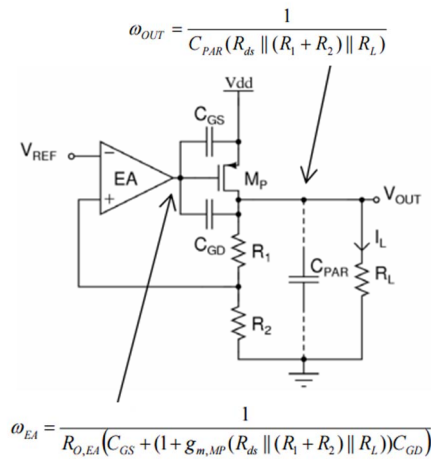 ω_OUT = 1 / (C_PAR (R_ds || (R_1 + R_2) || R_L))
Vdd
C_GS
V_REF
−
EA
+
M_P
V_OUT
C_GD
R_1
C_PAR
I_L
R_L
R_2
ω_EA = 1 / (R_O,EA (C_GS + (1 + g_m,MP (R_ds || (R_1 + R_2) || R_L)) C_GD))